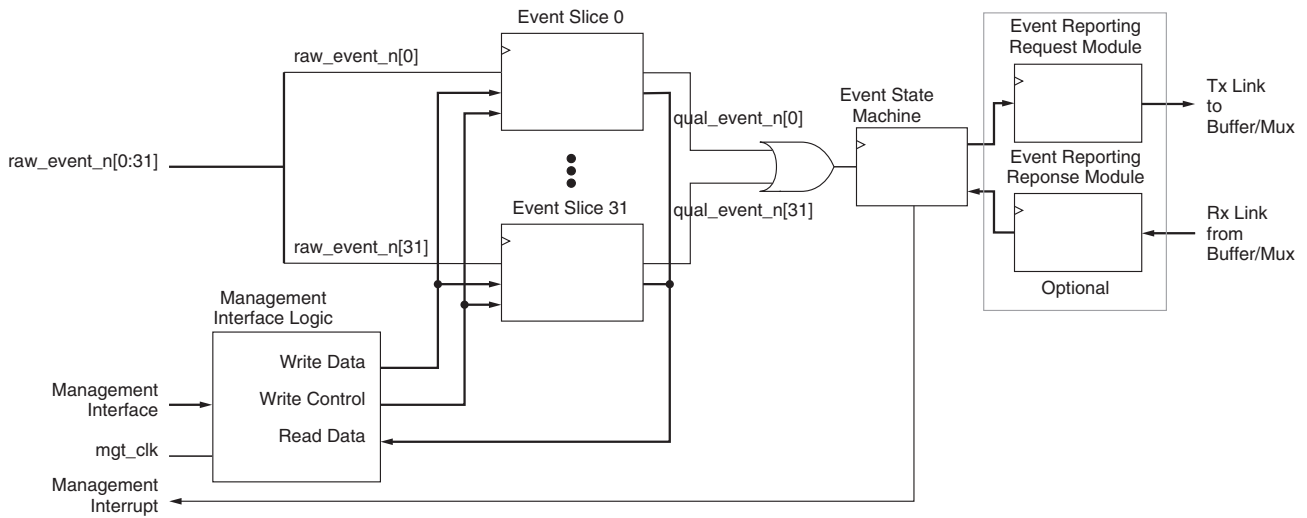 Event Slice 0
Event Reporting
Request Module
raw_event_n[0]
Event State
Machine
Tx Link
to
Buffer/Mux
qual_event_n[0]
raw_event_n[0:31]
Event Reporting
Reponse Module
Event Slice 31
qual_event_n[31]
Rx Link
from
Buffer/Mux
raw_event_n[31]
Optional
Management
Interface Logic
Write Data
Management
Interface
Write Control
Read Data
mgt_clk
Management
Interrupt